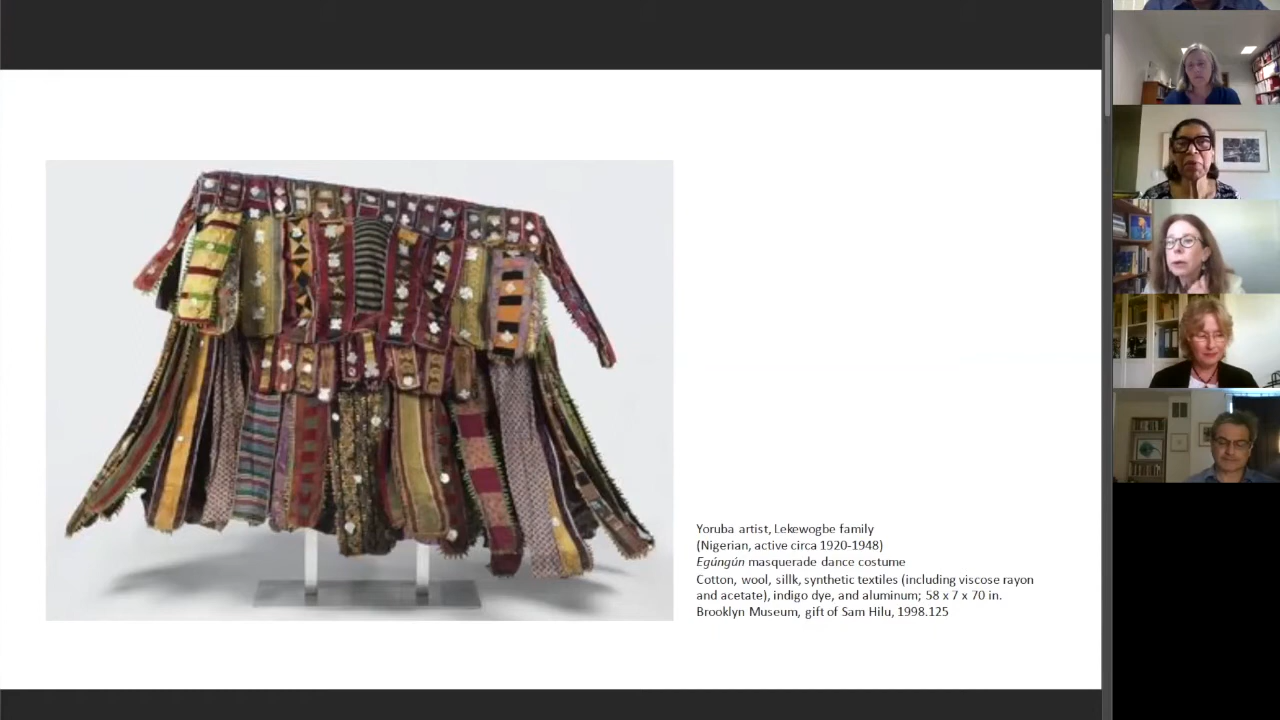 Yoruba artist, Lekewogbe family
(Nigerian, active circa 1920-1948)
Egúngún masquerade dance costume
Cotton, wool, sillk, synthetic textiles (including viscose rayon
and acetate), indigo dye, and aluminum; 58 x 7 x 70 in.
Brooklyn Museum, gift of Sam Hilu, 1998.125